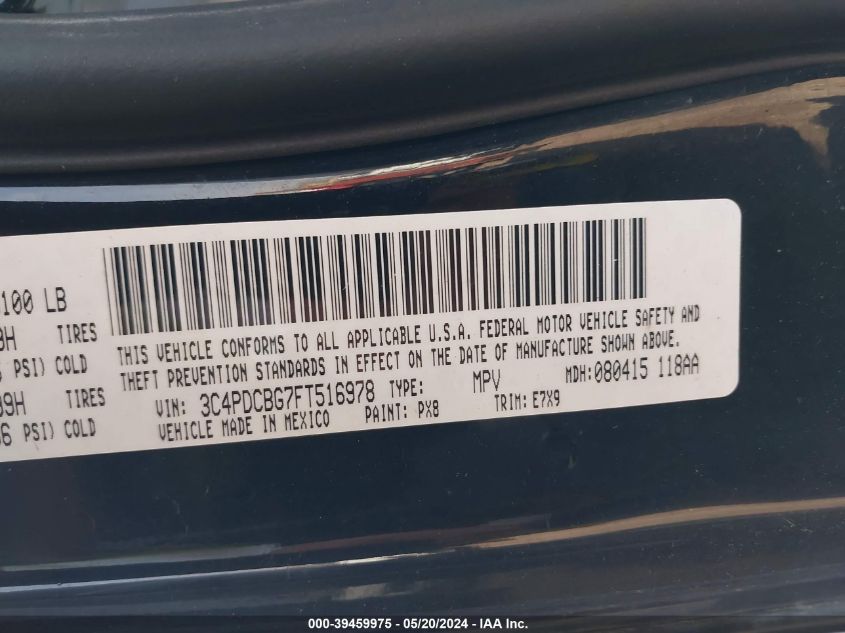 100 LB
TIRES
PSI) COLD
THIS VEHICLE CONFORMS TO ALL APPLICABLE U.S.A. FEDERAL MOTOR VEHICLE SAFETY AND
THEFT PREVENTION STANDARDS IN EFFECT ON THE DATE OF MANUFACTURE SHOWN ABOVE.
9H
PSI) COLD
VIN: 3C4PDCBG7FT516978 TYPE: MPV MDH: 080415 118AA
VEHICLE MADE IN MEXICO PAINT: PX8 TRIM: E7X9
000-39459975 - 05/20/2024 - IAA Inc.